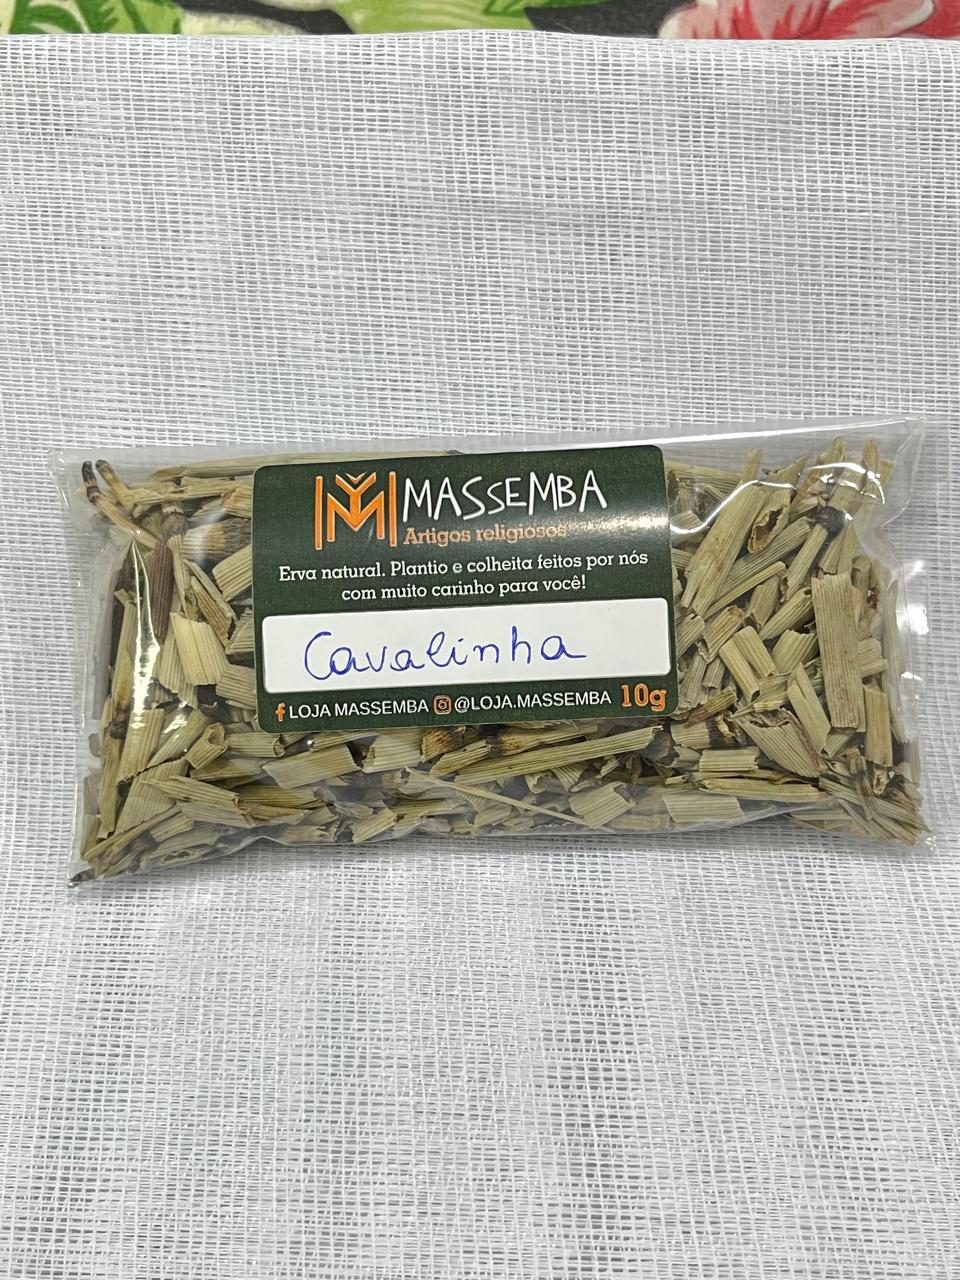 MASSEMBA
Artigos religiosos
Erva natural. Plantio e colheita feitos por nós
com muito carinho para você!
Cavalinha
LOJA MASSEMBA @LOJA.MASSEMBA 10g